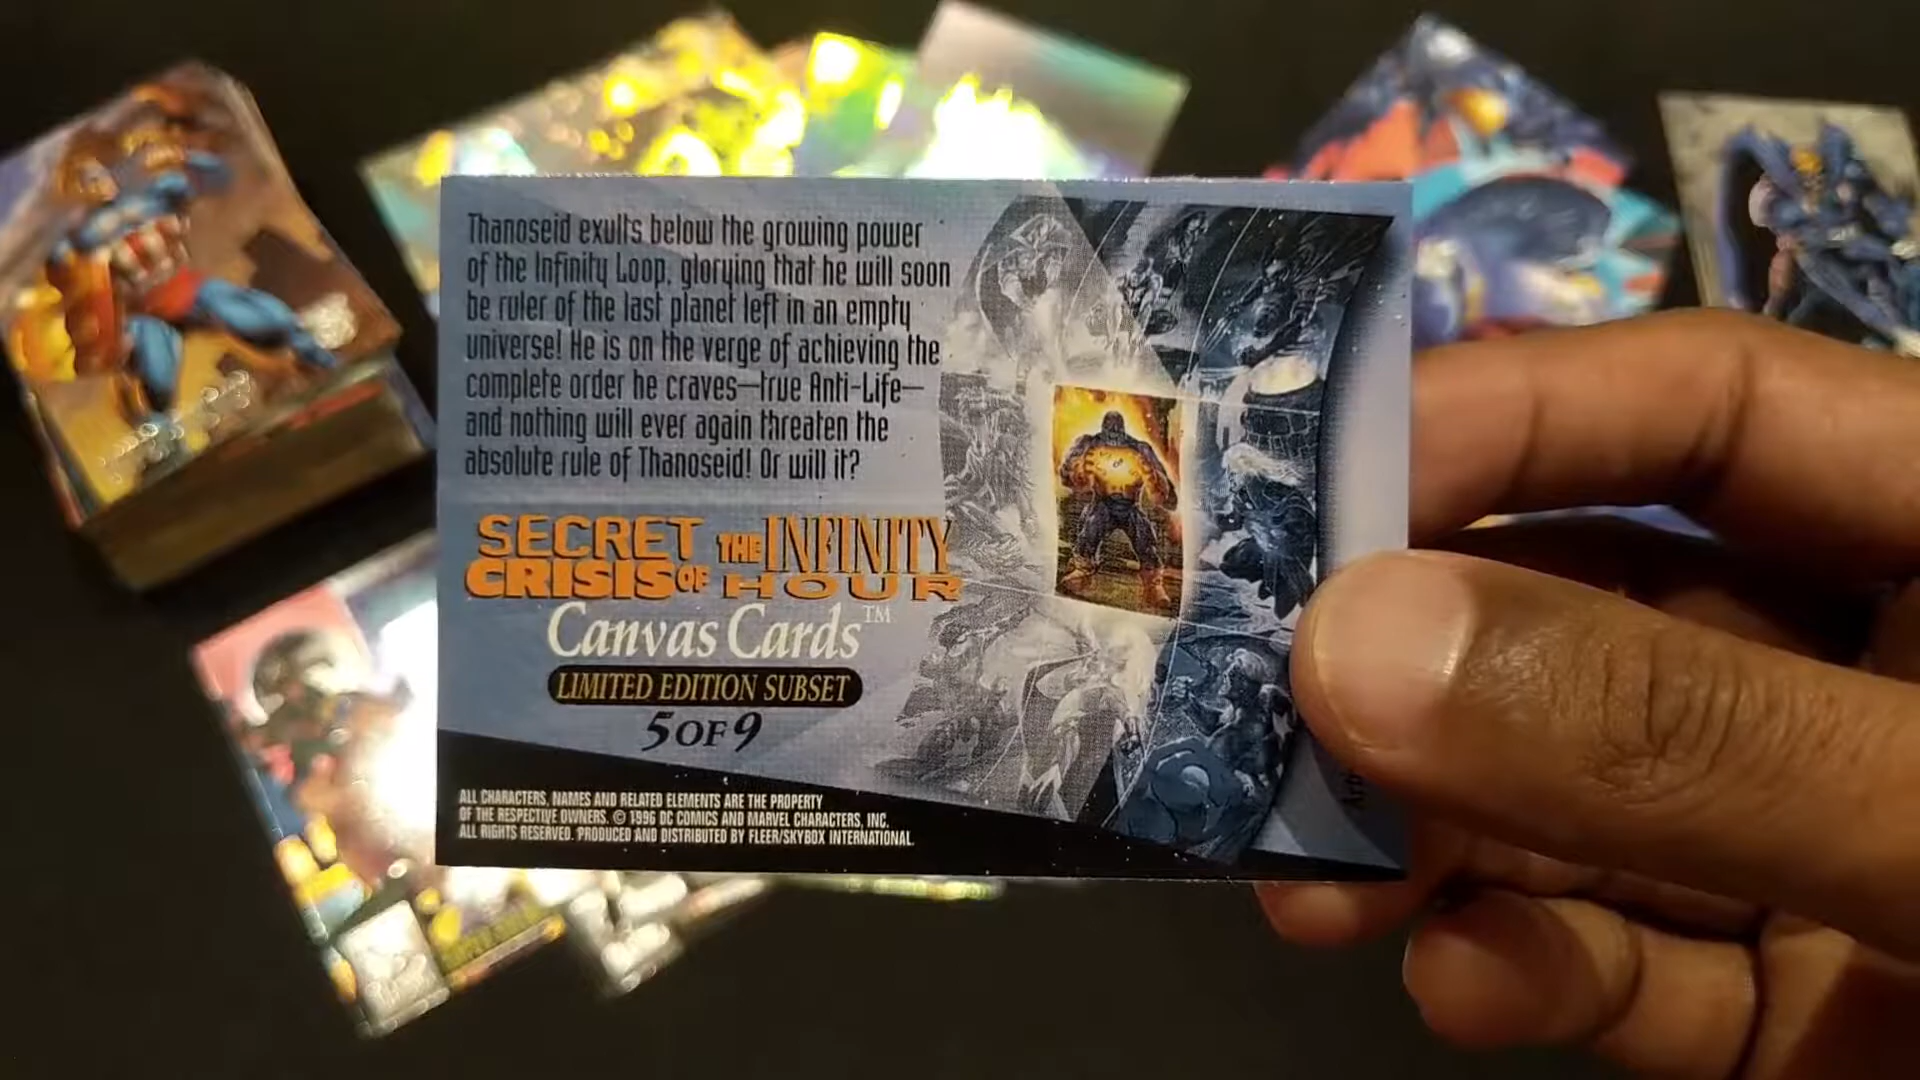 Thanoseid exults below the growing power
of the Infinity Loop, glorying that he will soon
be ruler of the last planet left in an empty
universe! He is on the verge of achieving the
complete order he craves—true Anti-Life—
and nothing will ever again threaten the
absolute rule of Thanoseid! Or will it?
SECRET THE INFINITY
CRISIS OF HOUR
Canvas Cards™
LIMITED EDITION SUBSET
5 OF 9
ALL CHARACTERS, NAMES AND RELATED ELEMENTS ARE THE PROPERTY
OF THE RESPECTIVE OWNERS. © 1996 DC COMICS AND MARVEL CHARACTERS, INC.
ALL RIGHTS RESERVED. PRODUCED AND DISTRIBUTED BY FLEER/SKYBOX INTERNATIONAL.